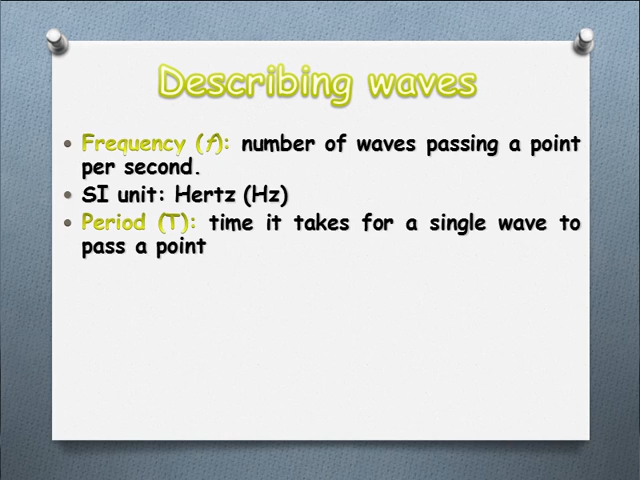 Describing waves
• Frequency (f): number of waves passing a point
per second.
• SI unit: Hertz (Hz)
• Period (T): time it takes for a single wave to
pass a point